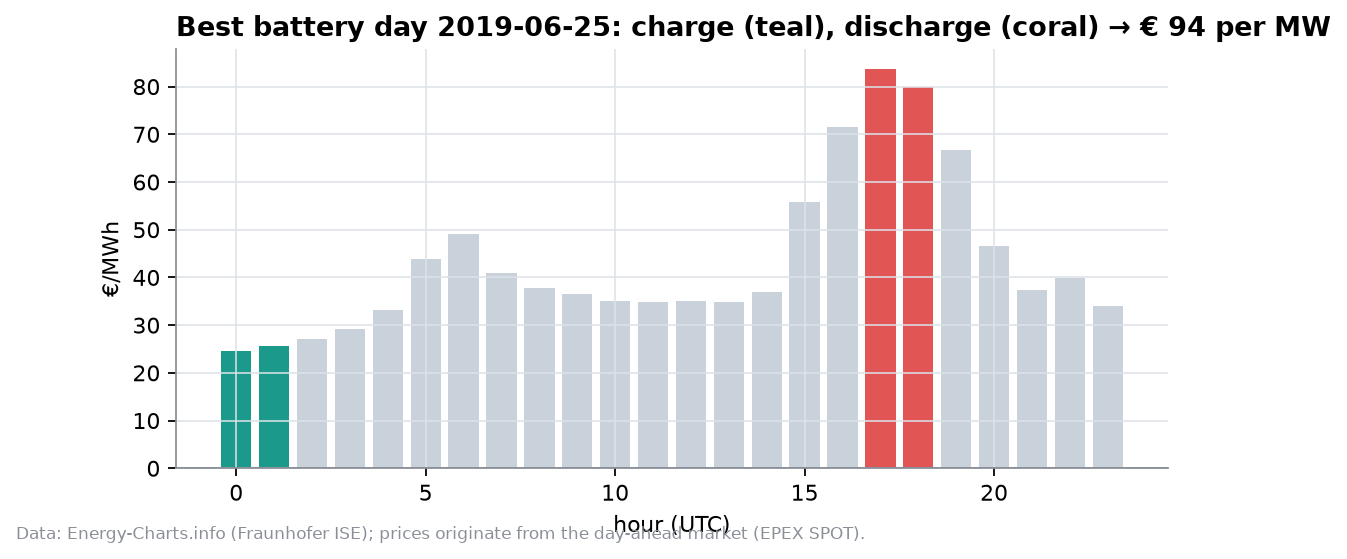 Best battery day 2019-06-25: charge (teal), discharge (coral) → € 94 per MW
€/MWh
80
70
60
50
40
30
20
10
0
0 5 10 15 20
hour (UTC)
Data: Energy-Charts.info (Fraunhofer ISE); prices originate from the day-ahead market (EPEX SPOT).